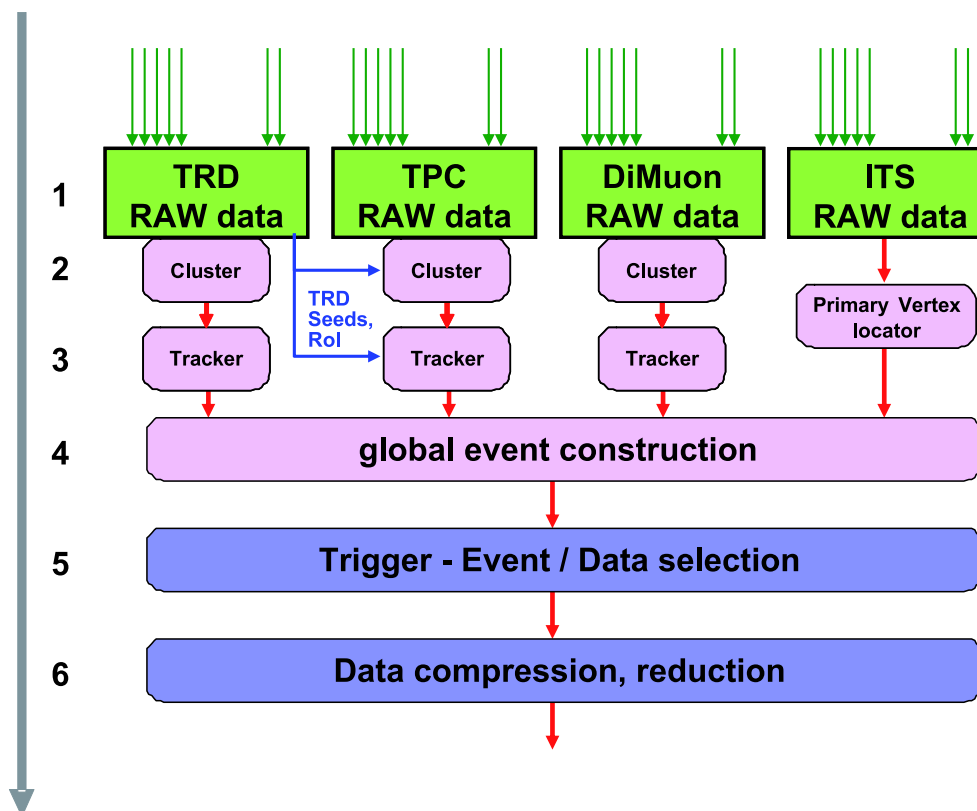 1
TRD
RAW data
TPC
RAW data
DiMuon
RAW data
ITS
RAW data
2
Cluster
Cluster
Cluster
TRD
Seeds,
RoI
Primary Vertex
locator
3
Tracker
Tracker
Tracker
4
global event construction
5
Trigger - Event / Data selection
6
Data compression, reduction